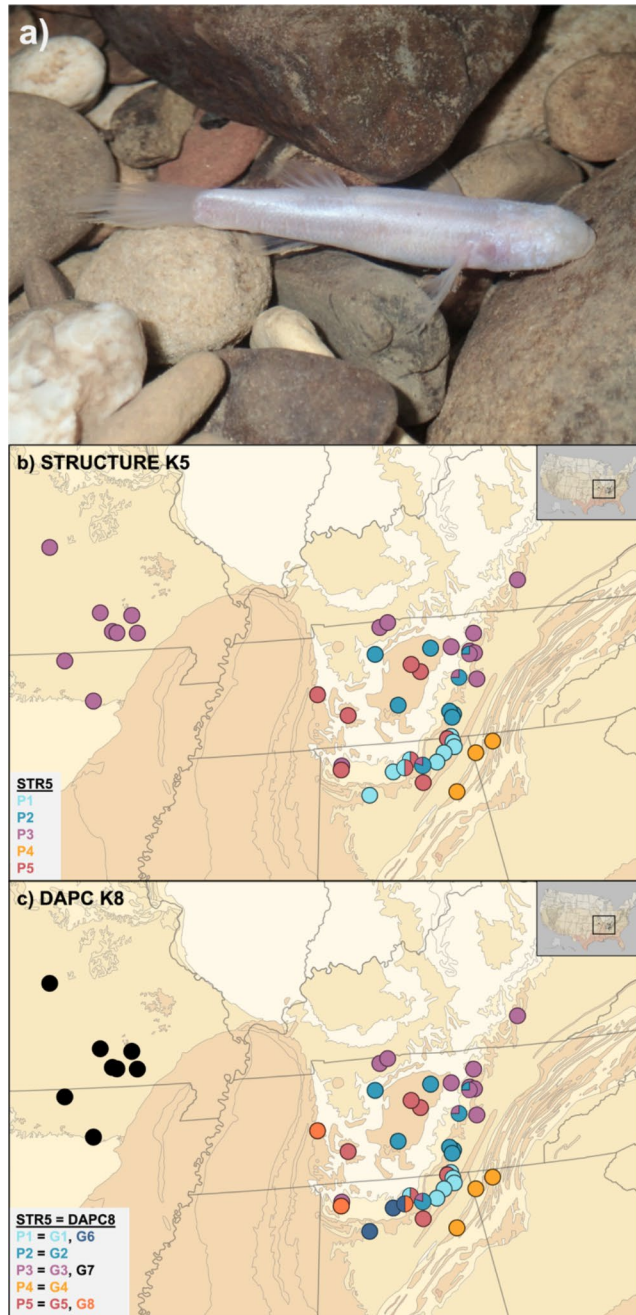 a)
b) STRUCTURE K5
STR5
P1
P2
P3
P4
P5
c) DAPC K8
STR5 = DAPC8
P1 = G1, G6
P2 = G2
P3 = G3, G7
P4 = G4
P5 = G5, G8